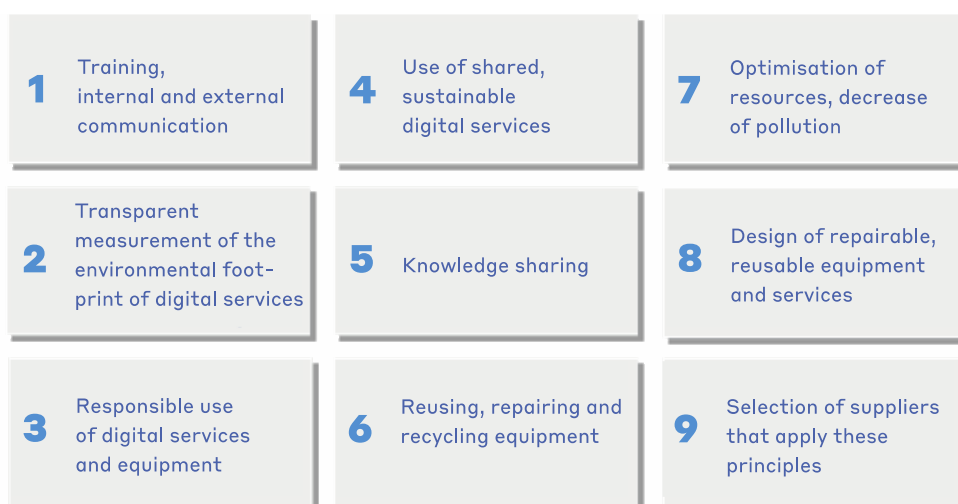 1
Training,
internal and external
communication
2
Transparent
measurement of the
environmental foot-
print of digital services
3
Responsible use
of digital services
and equipment
4
Use of shared,
sustainable
digital services
5
Knowledge sharing
6
Reusing, repairing and
recycling equipment
7
Optimisation of
resources, decrease
of pollution
8
Design of repairable,
reusable equipment
and services
9
Selection of suppliers
that apply these
principles